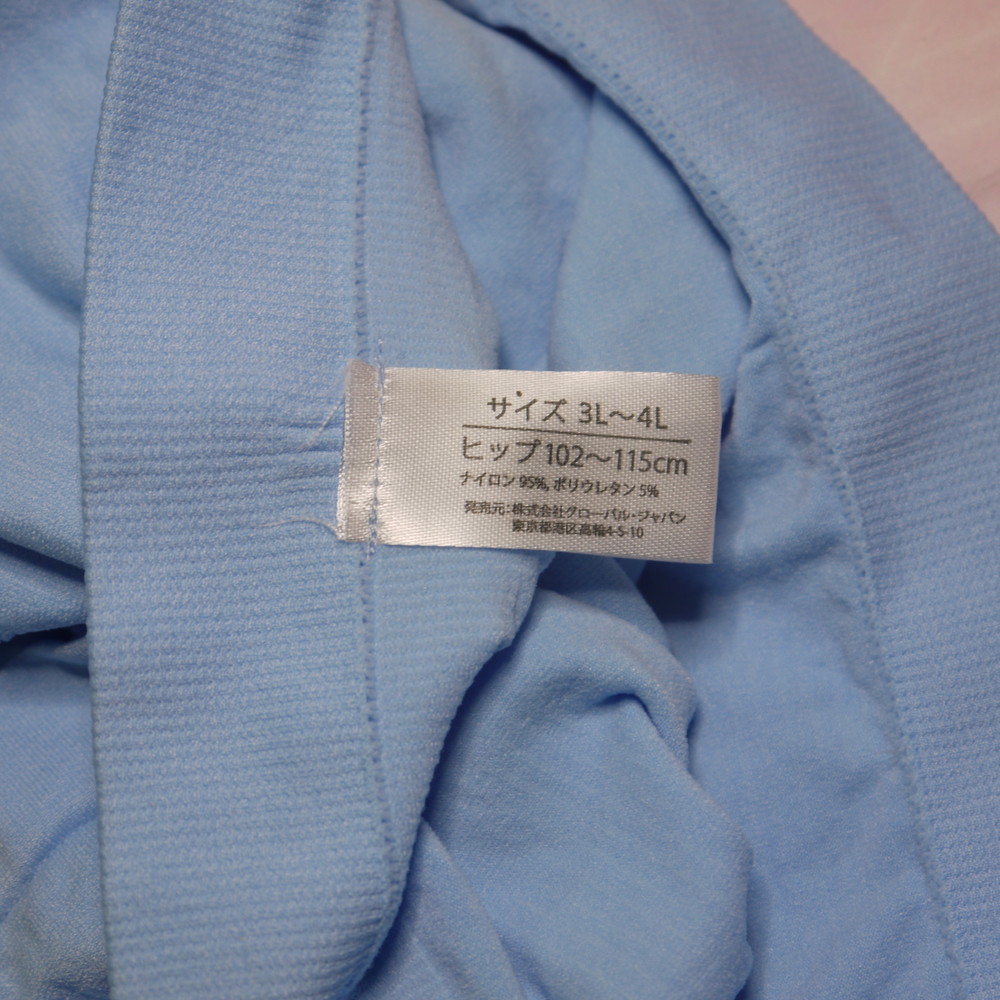 サイズ 3L～4L
ヒップ102～115cm
ナイロン 95%, ポリウレタン 5%
発売元：株式会社グローバル・ジャパン
東京都港区高輪4-5-10